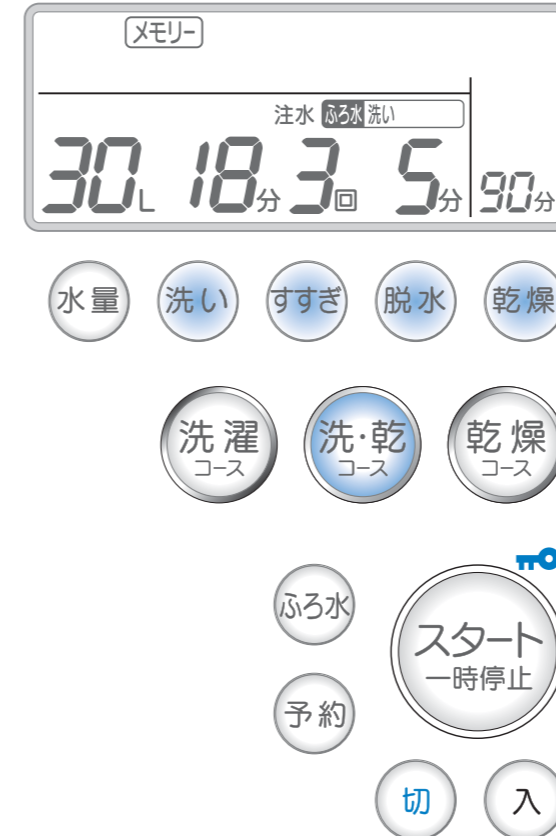 メモリー
注水 ふろ水 洗い
30L 18分 3回 5分 90分
水量 洗い すすぎ 脱水 乾燥
洗濯 洗・乾 乾燥
コース コース コース
ふろ水
スタート
一時停止
予約
切 入